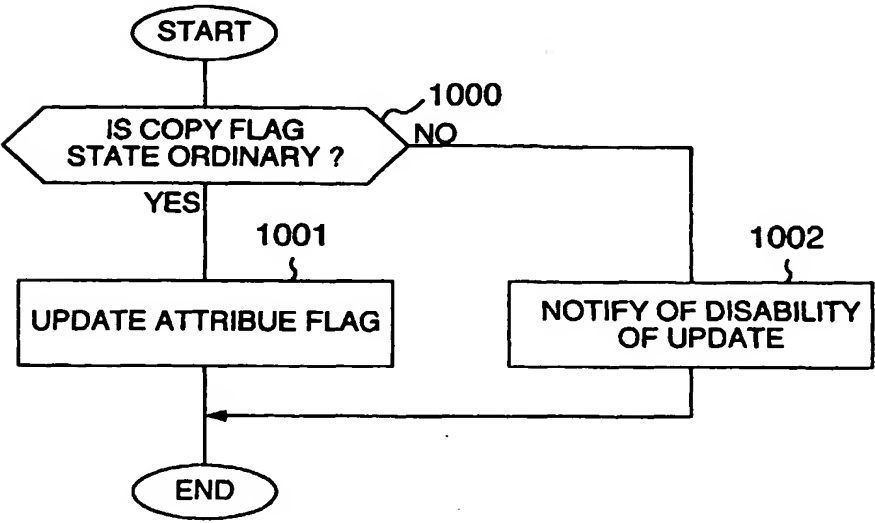 START
1000
IS COPY FLAG
STATE ORDINARY ?
NO
YES
1001
UPDATE ATTRIBUE FLAG
1002
NOTIFY OF DISABILITY
OF UPDATE
END